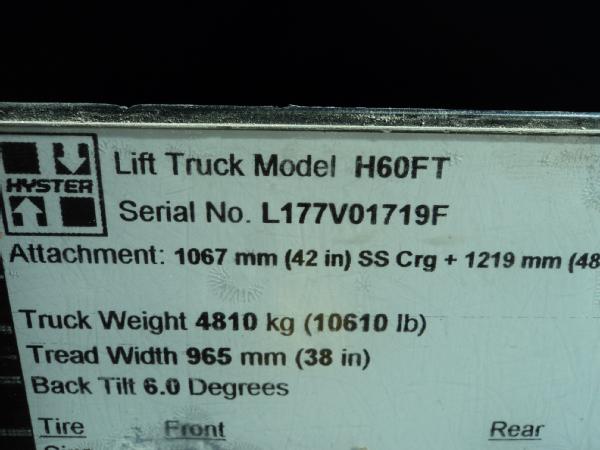 HYSTER
Lift Truck Model H60FT
Serial No. L177V01719F
Attachment: 1067 mm (42 in) SS Crg + 1219 mm (48
Truck Weight 4810 kg (10610 lb)
Tread Width 965 mm (38 in)
Back Tilt 6.0 Degrees
Tire Front Rear